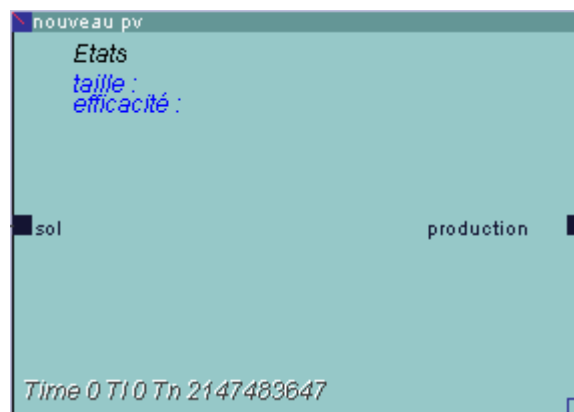 nouveau pv
Etats
taille :
efficacité :
sol production
Time 0 Tl 0 Tn 2147483647